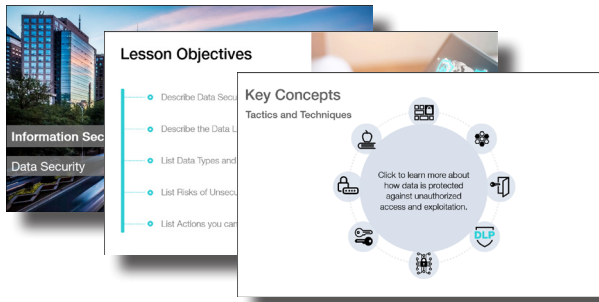 Information Sec
Data Security
Lesson Objectives
Describe Data Secu
Describe the Data L
List Data Types and
List Risks of Unsecu
List Actions you can
Key Concepts
Tactics and Techniques
Click to learn more about
how data is protected
against unauthorized
access and exploitation.
DLP